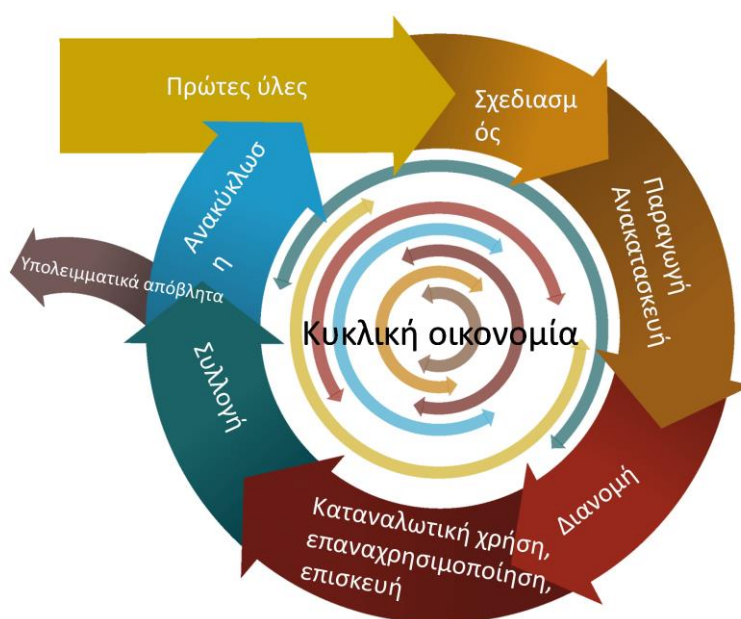 Πρώτες ύλες
Σχεδιασμ
ός
Παραγωγή
Ανακατασκευή
Διανομή
Καταναλωτική χρήση,
επαναχρησιμοποίηση,
επισκευή
Συλλογή
Υπολειμματικά απόβλητα
Ανακύκλωσ
η
Κυκλική οικονομία